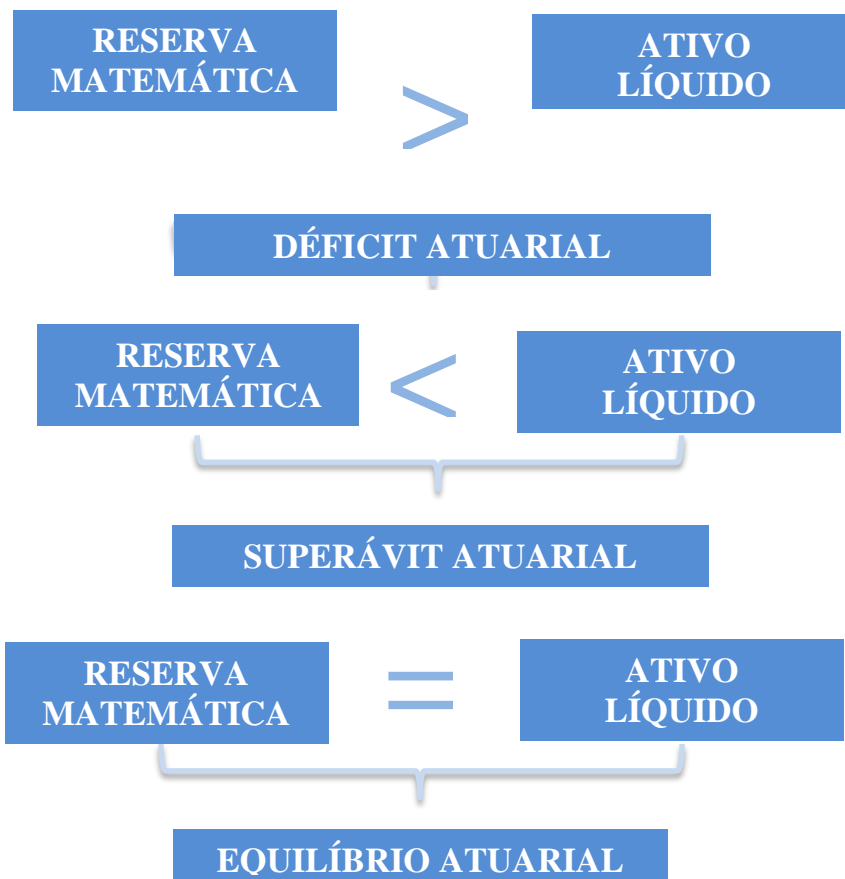 RESERVA
MATEMÁTICA
>
ATIVO
LÍQUIDO
DÉFICIT ATUARIAL
RESERVA
MATEMÁTICA
<
ATIVO
LÍQUIDO
SUPERÁVIT ATUARIAL
RESERVA
MATEMÁTICA
=
ATIVO
LÍQUIDO
EQUILÍBRIO ATUARIAL